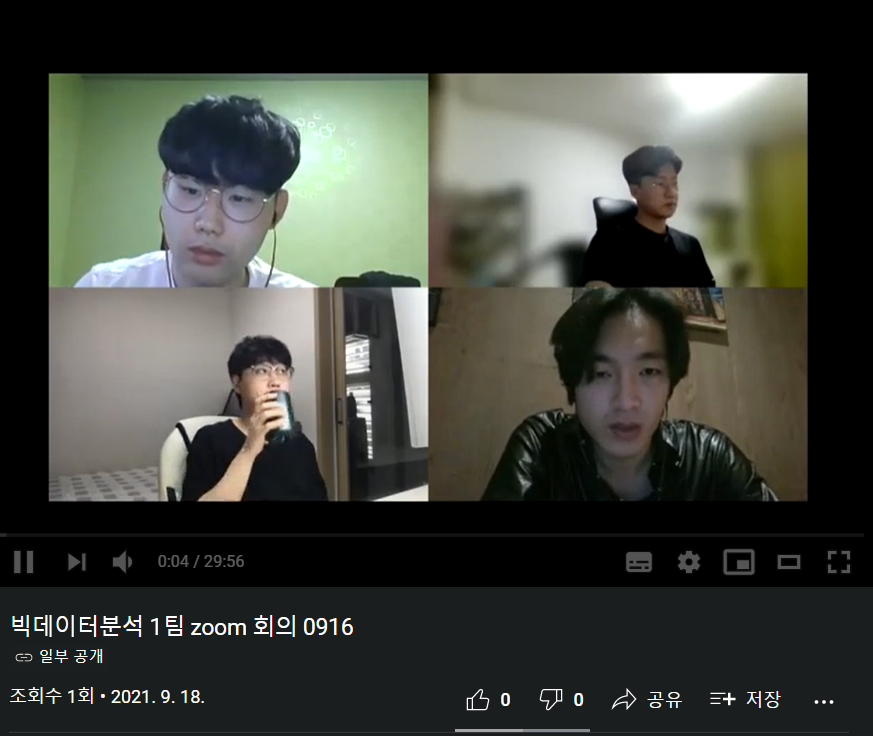 0:04 / 29:56
빅데이터분석 1팀 zoom 회의 0916
일부 공개
조회수 1회 • 2021. 9. 18.
0 0 공유 저장